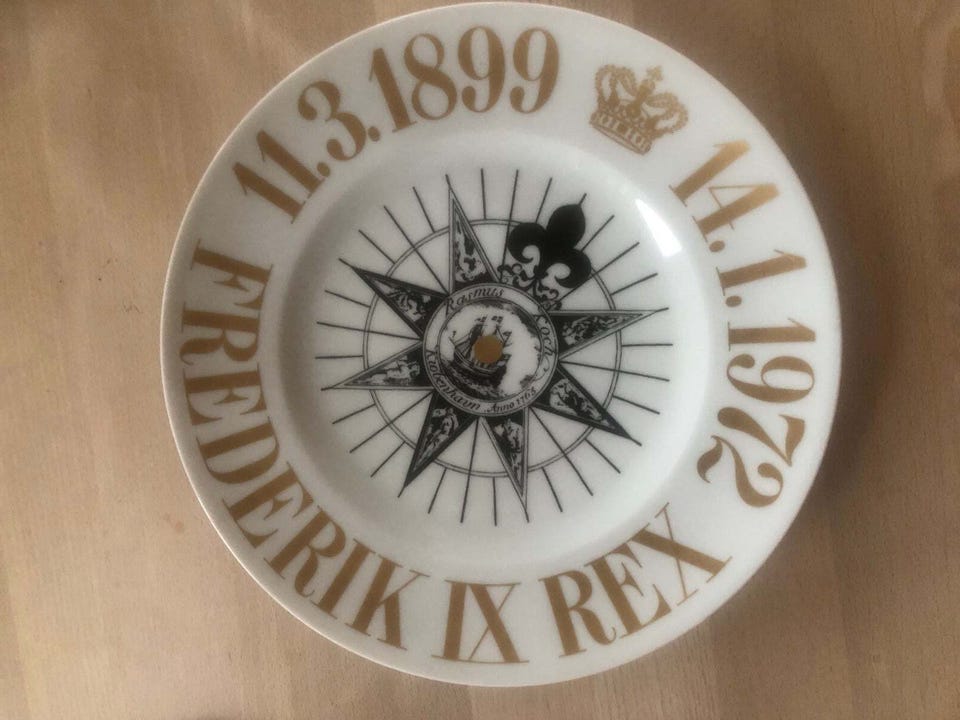 11.3.1899
14.1.1972
FREDERIK IX REX
Rasmus Koch
Kiøbenhavn Anno 1765